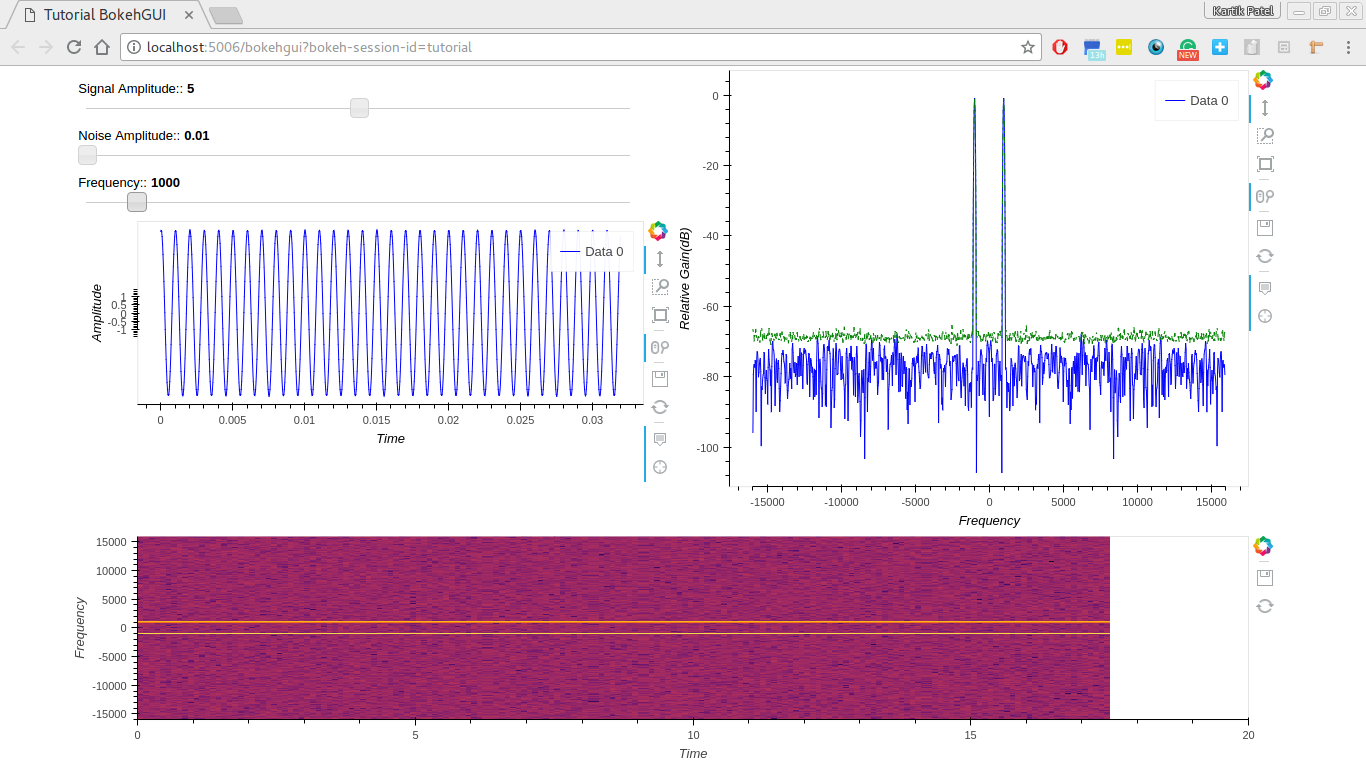 Tutorial BokehGUI
Kartik Patel
localhost:5006/bokehgui?bokeh-session-id=tutorial
13h
NEW
Signal Amplitude:: 5
Noise Amplitude:: 0.01
Frequency:: 1000
Data 0
Amplitude
1
0.5
0
-0.5
-1
0 0.005 0.01 0.015 0.02 0.025 0.03
Time
Data 0
Relative Gain(dB)
0
-20
-40
-60
-80
-100
-15000 -10000 -5000 0 5000 10000 15000
Frequency
Frequency
15000
10000
5000
0
-5000
-10000
-15000
0 5 10 15 20
Time